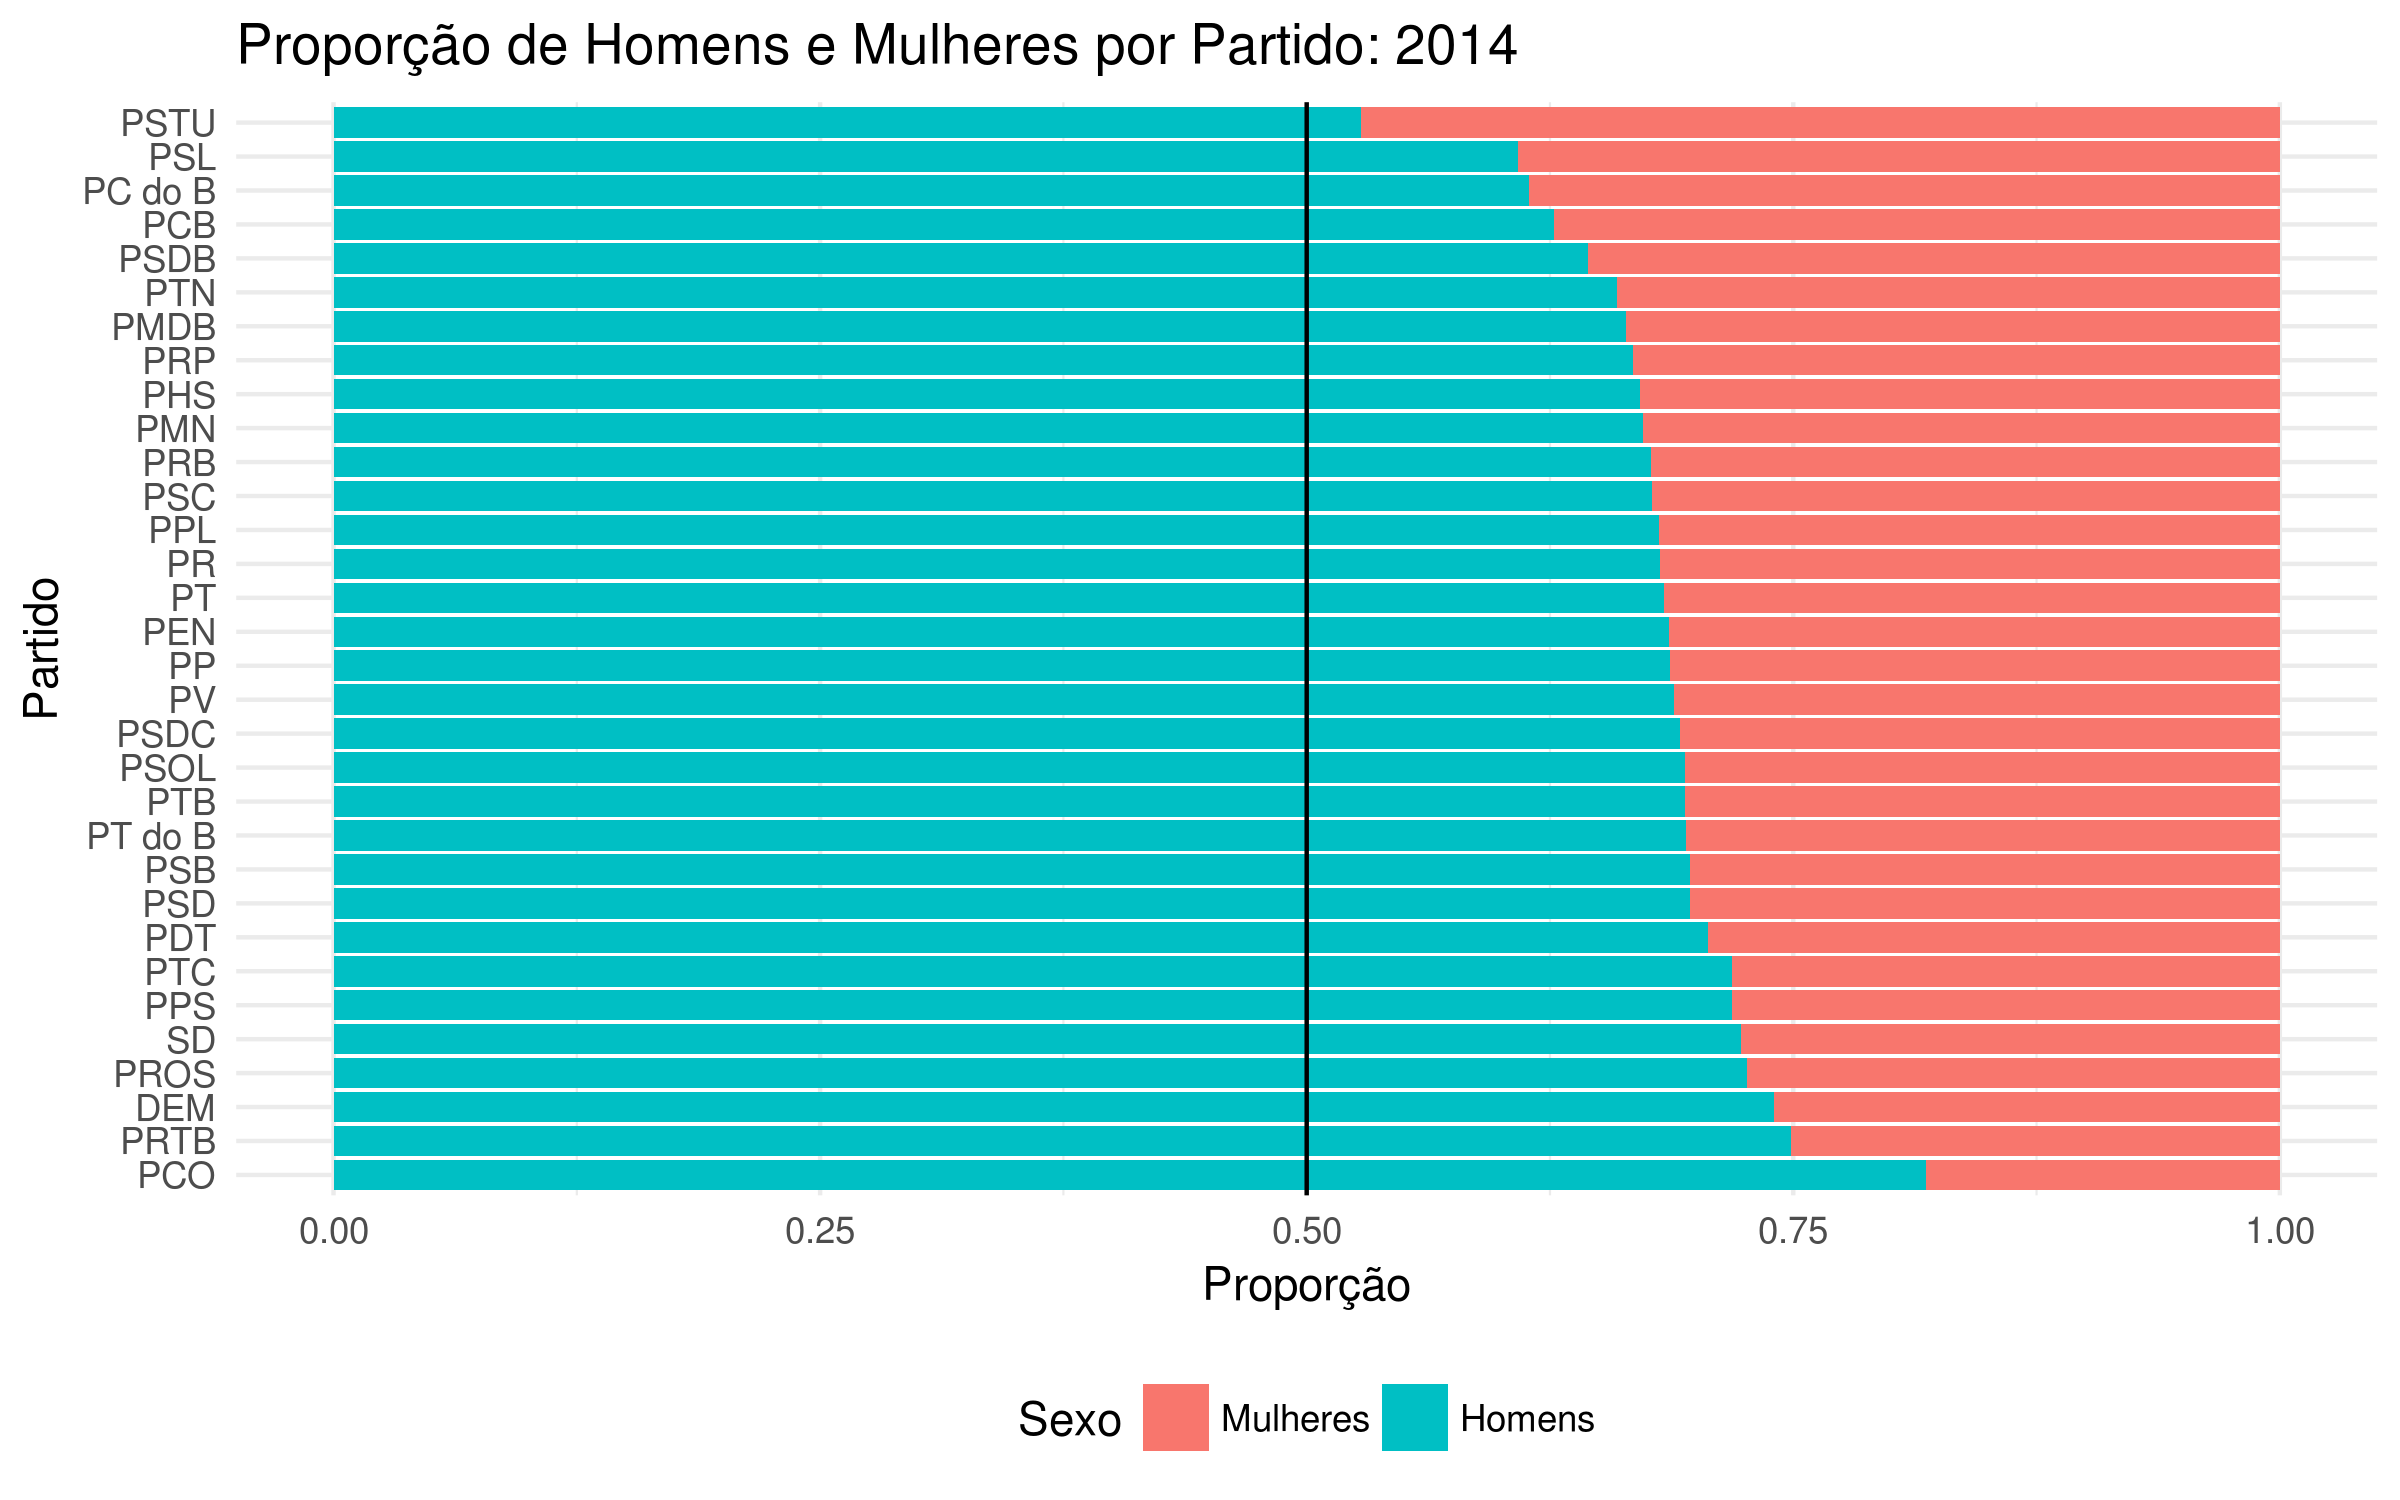 Proporção de Homens e Mulheres por Partido: 2014
PSTU
PSL
PC do B
PCB
PSDB
PTN
PMDB
PRP
PHS
PMN
PRB
PSC
PPL
PR
PT
PEN
PP
PV
PSDC
PSOL
PTB
PT do B
PSB
PSD
PDT
PTC
PPS
SD
PROS
DEM
PRTB
PCO
Partido
0.00 0.25 0.50 0.75 1.00
Proporção
Sexo Mulheres Homens